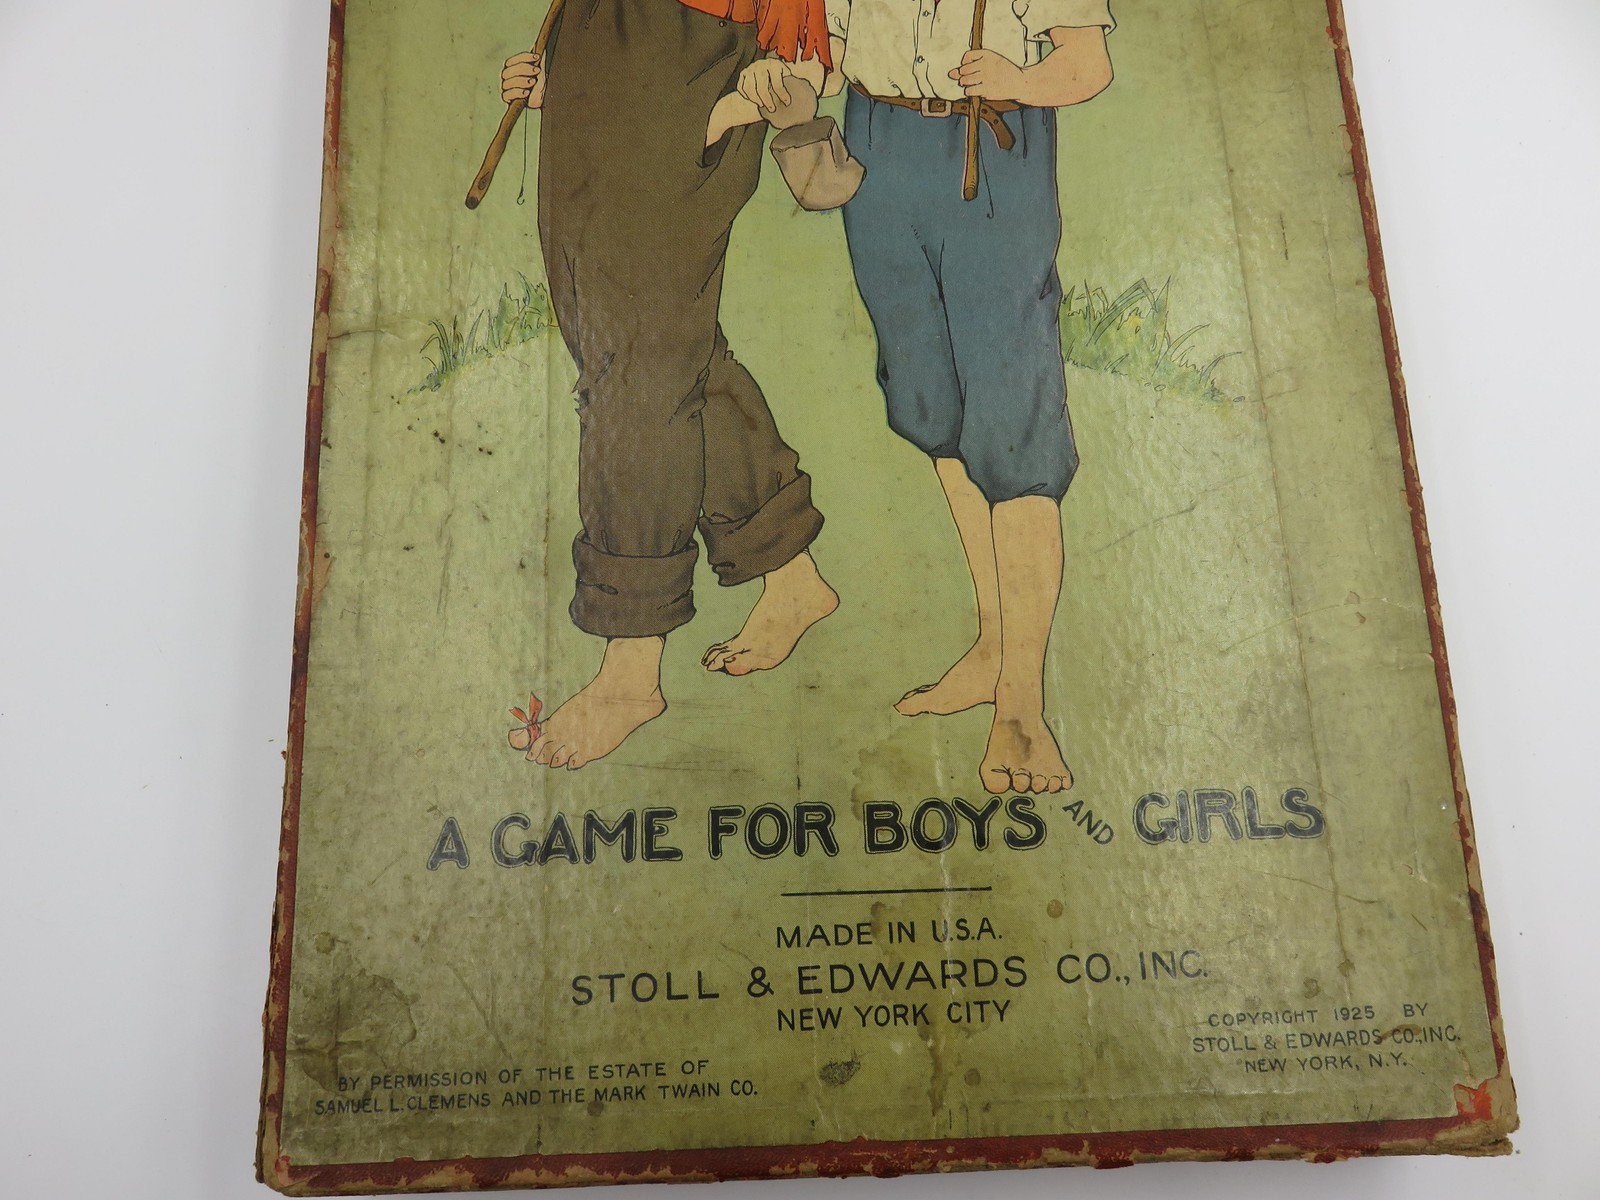 A GAME FOR BOYS AND GIRLS
MADE IN U.S.A.
STOLL & EDWARDS CO., INC.
NEW YORK CITY
BY PERMISSION OF THE ESTATE OF
SAMUEL L. CLEMENS AND THE MARK TWAIN CO.
COPYRIGHT 1925 BY
STOLL & EDWARDS CO., INC.
NEW YORK, N.Y.